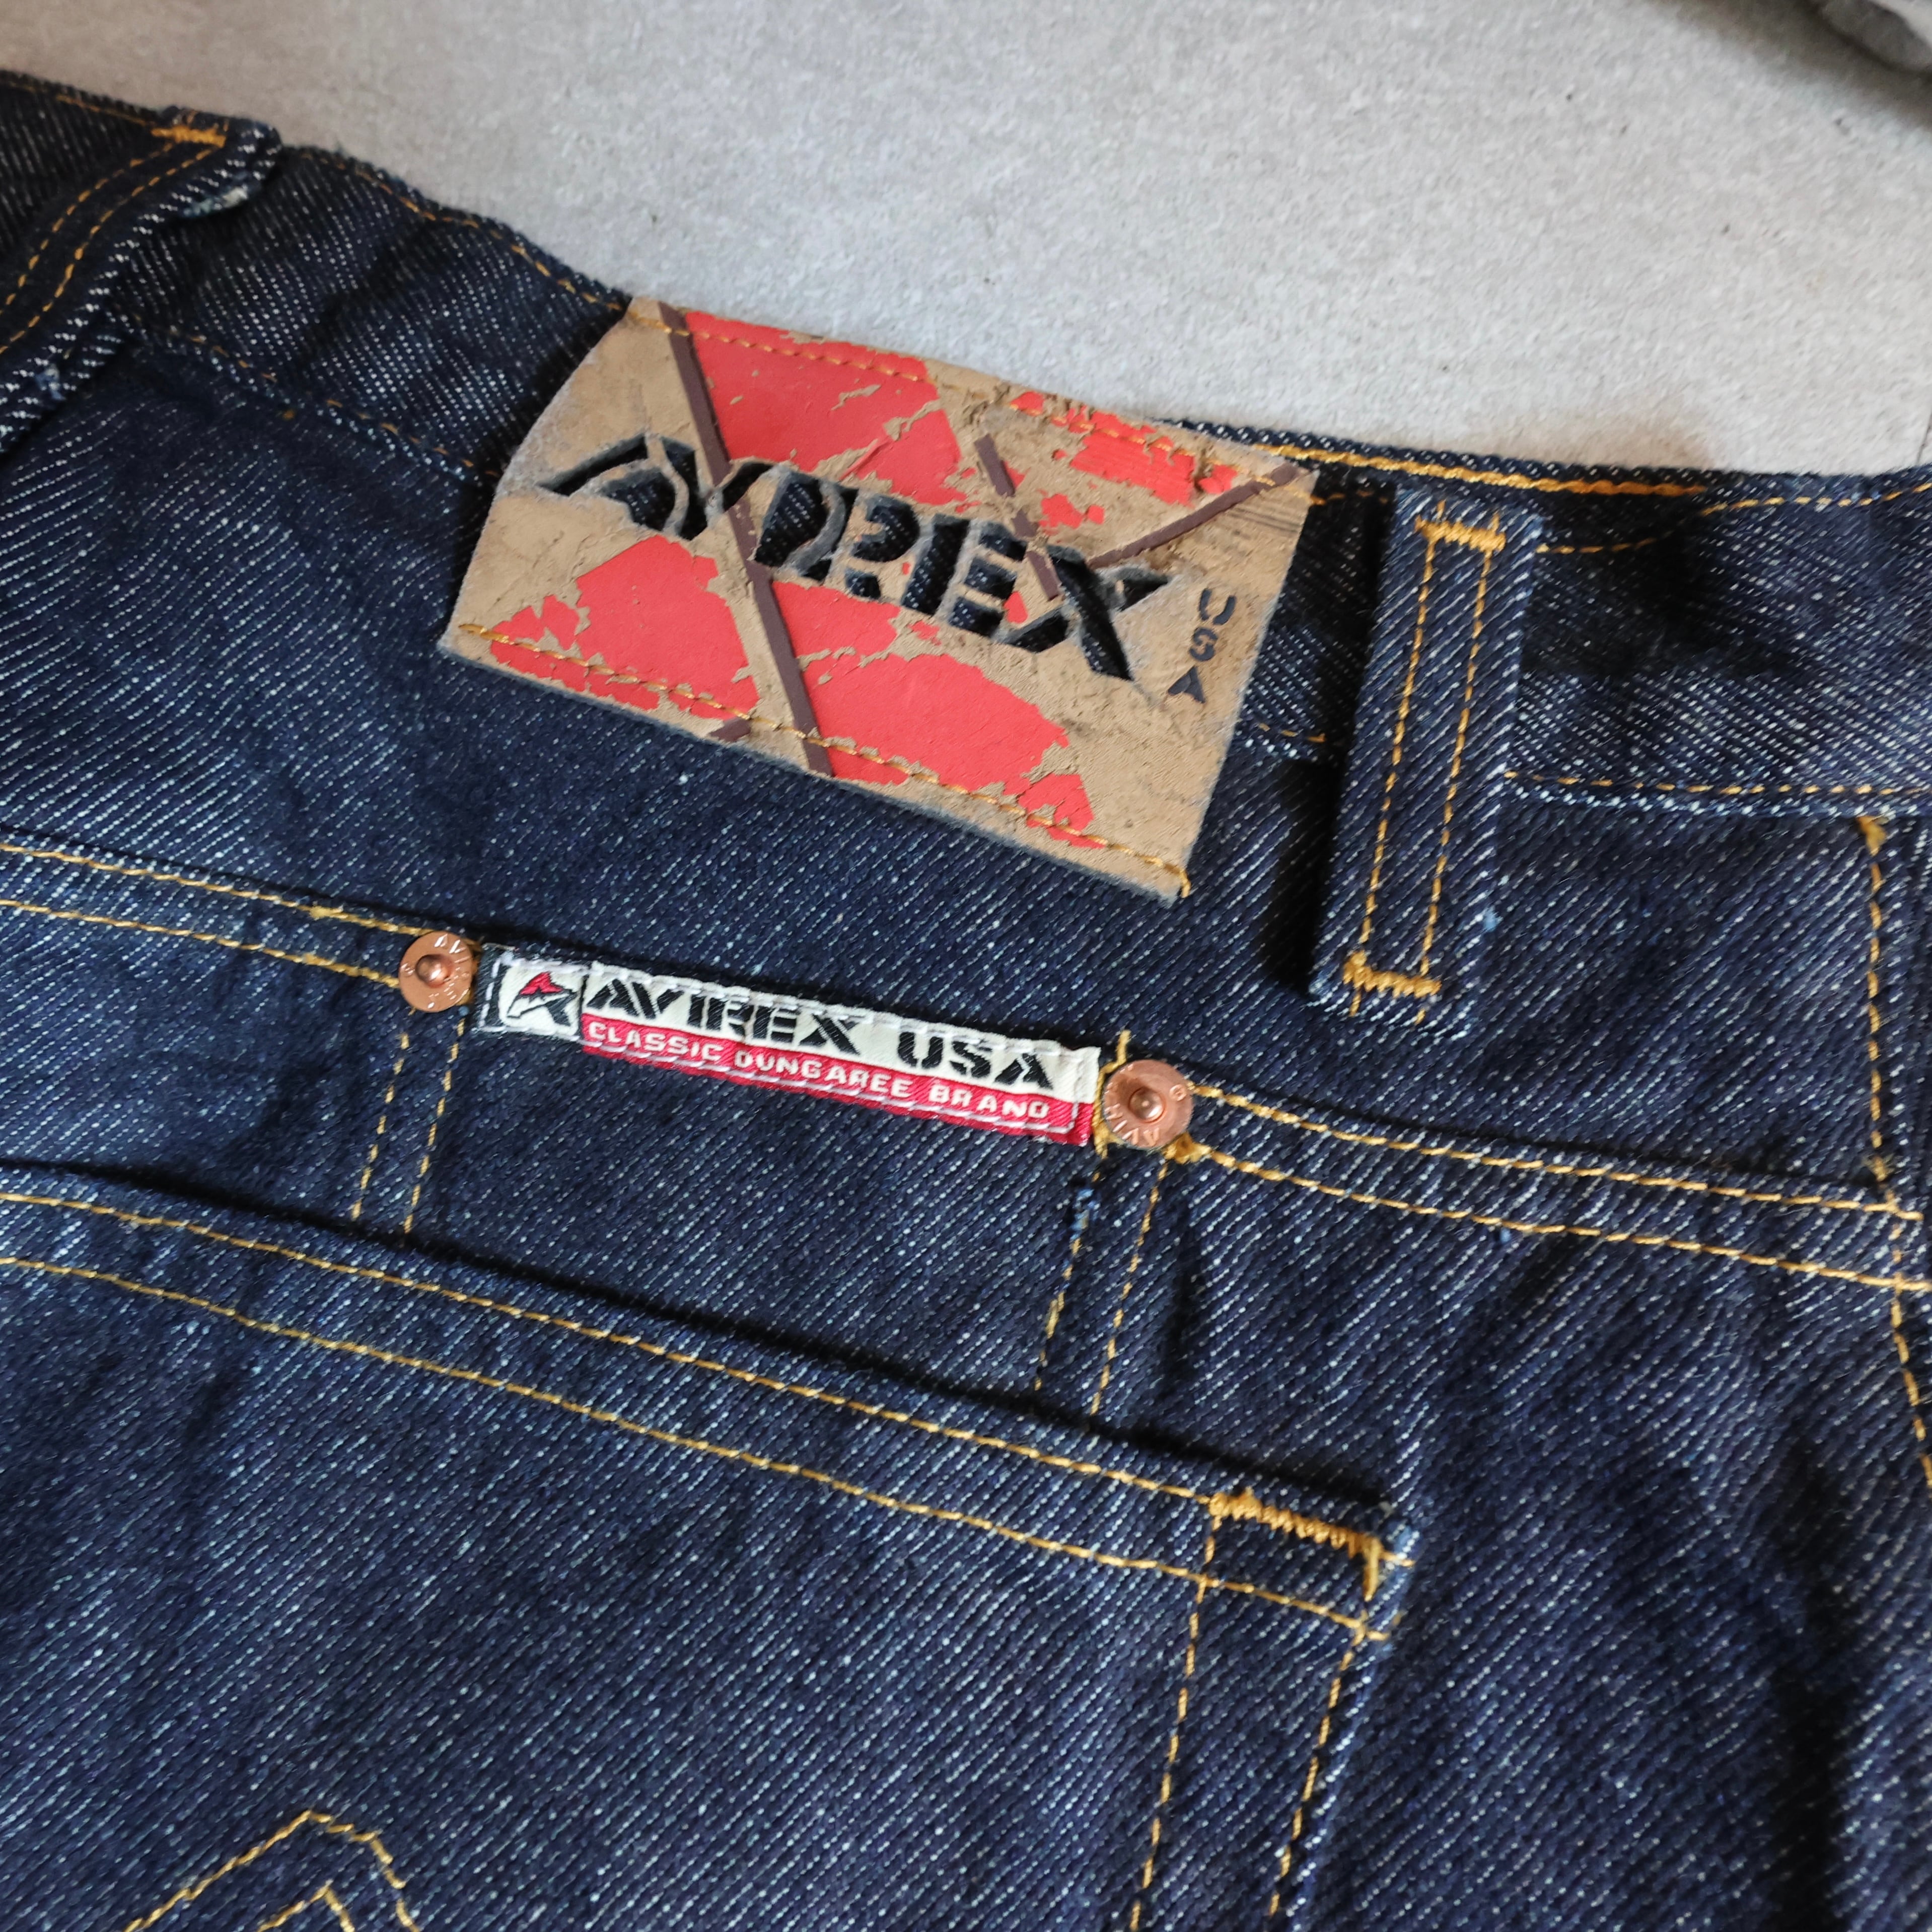 AVIREX
USA
AVIREX USA
CLASSIC DUNGAREE BRAND